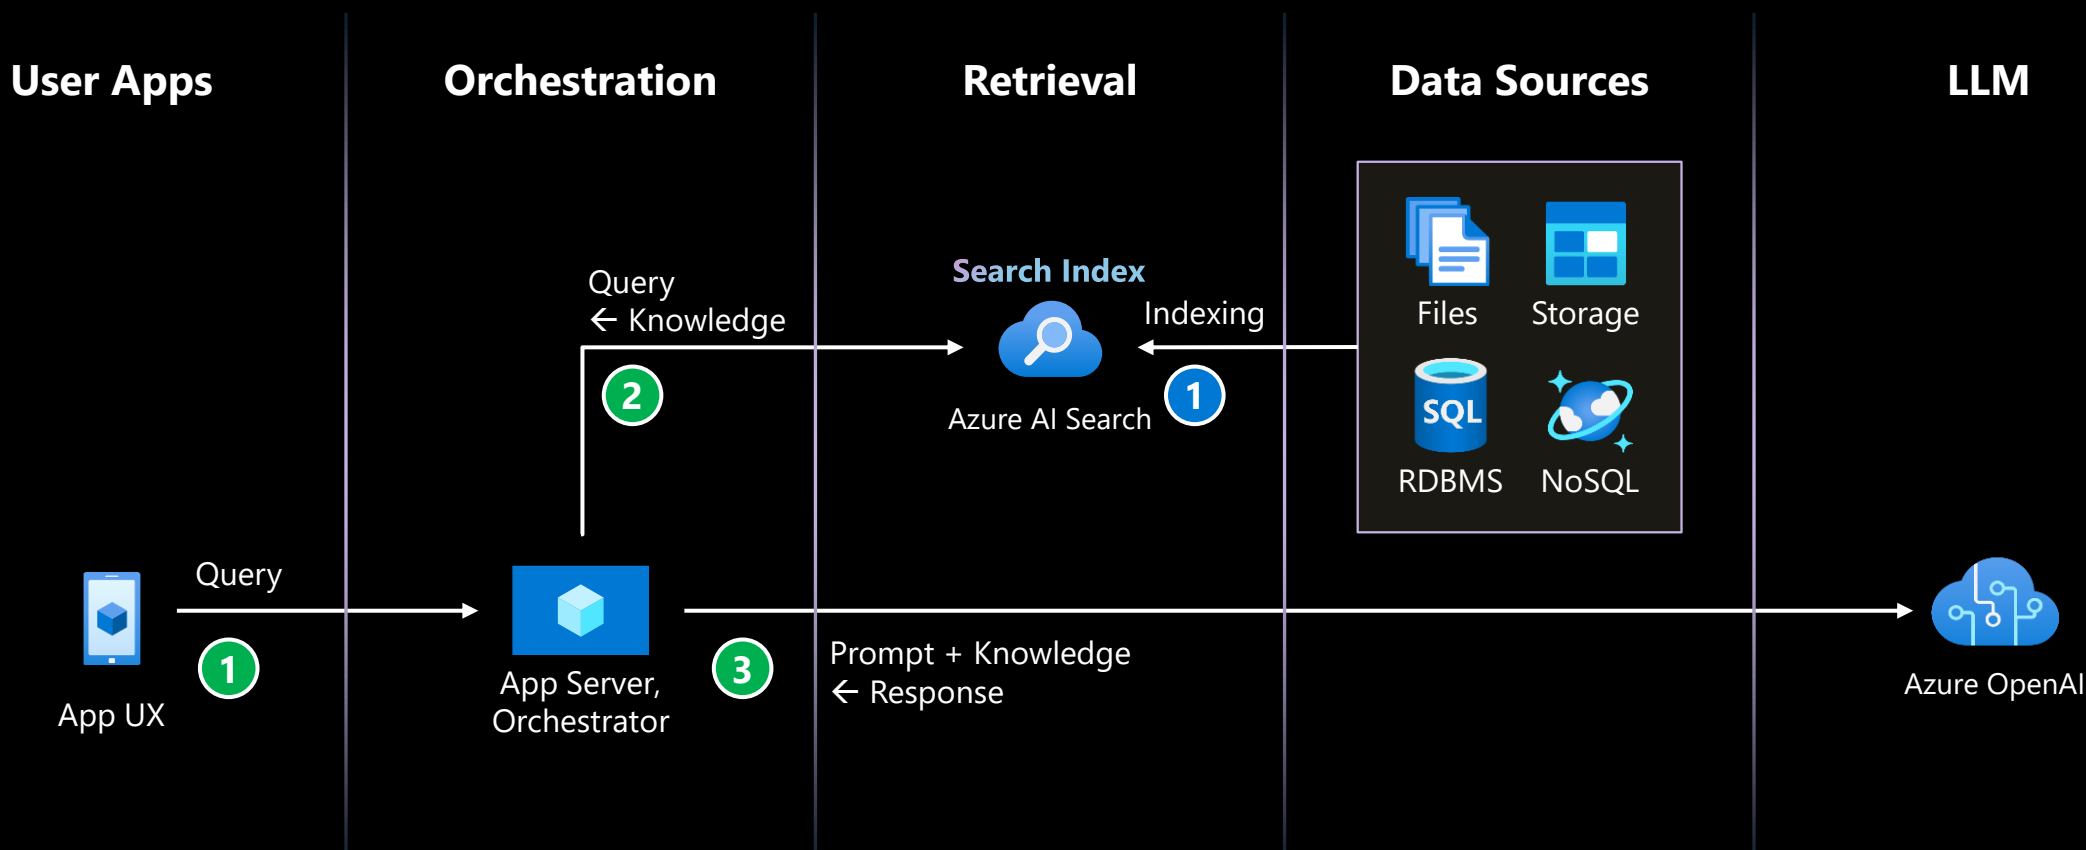 User Apps
Orchestration
Retrieval
Data Sources
LLM
Query
← Knowledge
2
Search Index
Azure AI Search
Indexing
1
Files
Storage
SQL
RDBMS
NoSQL
Query
1
App UX
App Server,
Orchestrator
3
Prompt + Knowledge
← Response
Azure OpenAI